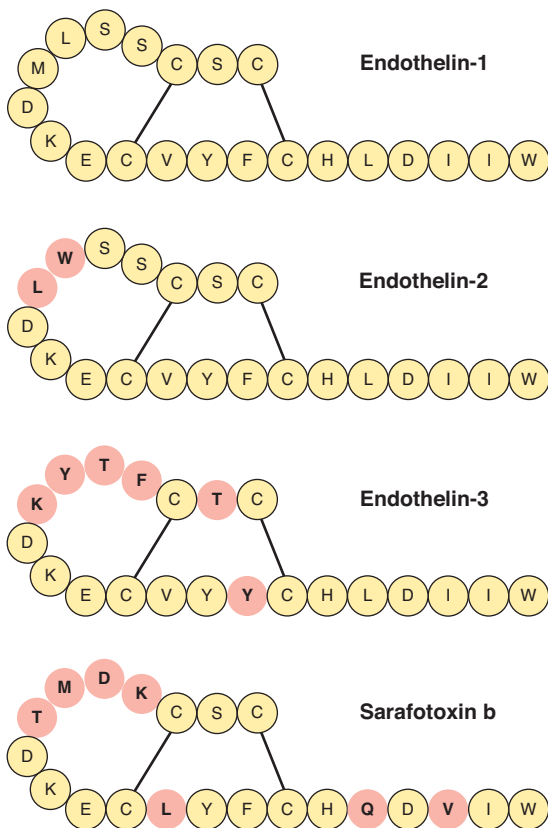 L S S C S C
M
D
K E C V Y F C H L D I I W
Endothelin-1
W S S C S C
L
D
K E C V Y F C H L D I I W
Endothelin-2
Y T F C T C
K
D
K E C V Y Y C H L D I I W
Endothelin-3
M D K C S C
T
D
K E C L Y F C H Q D V I W
Sarafotoxin b